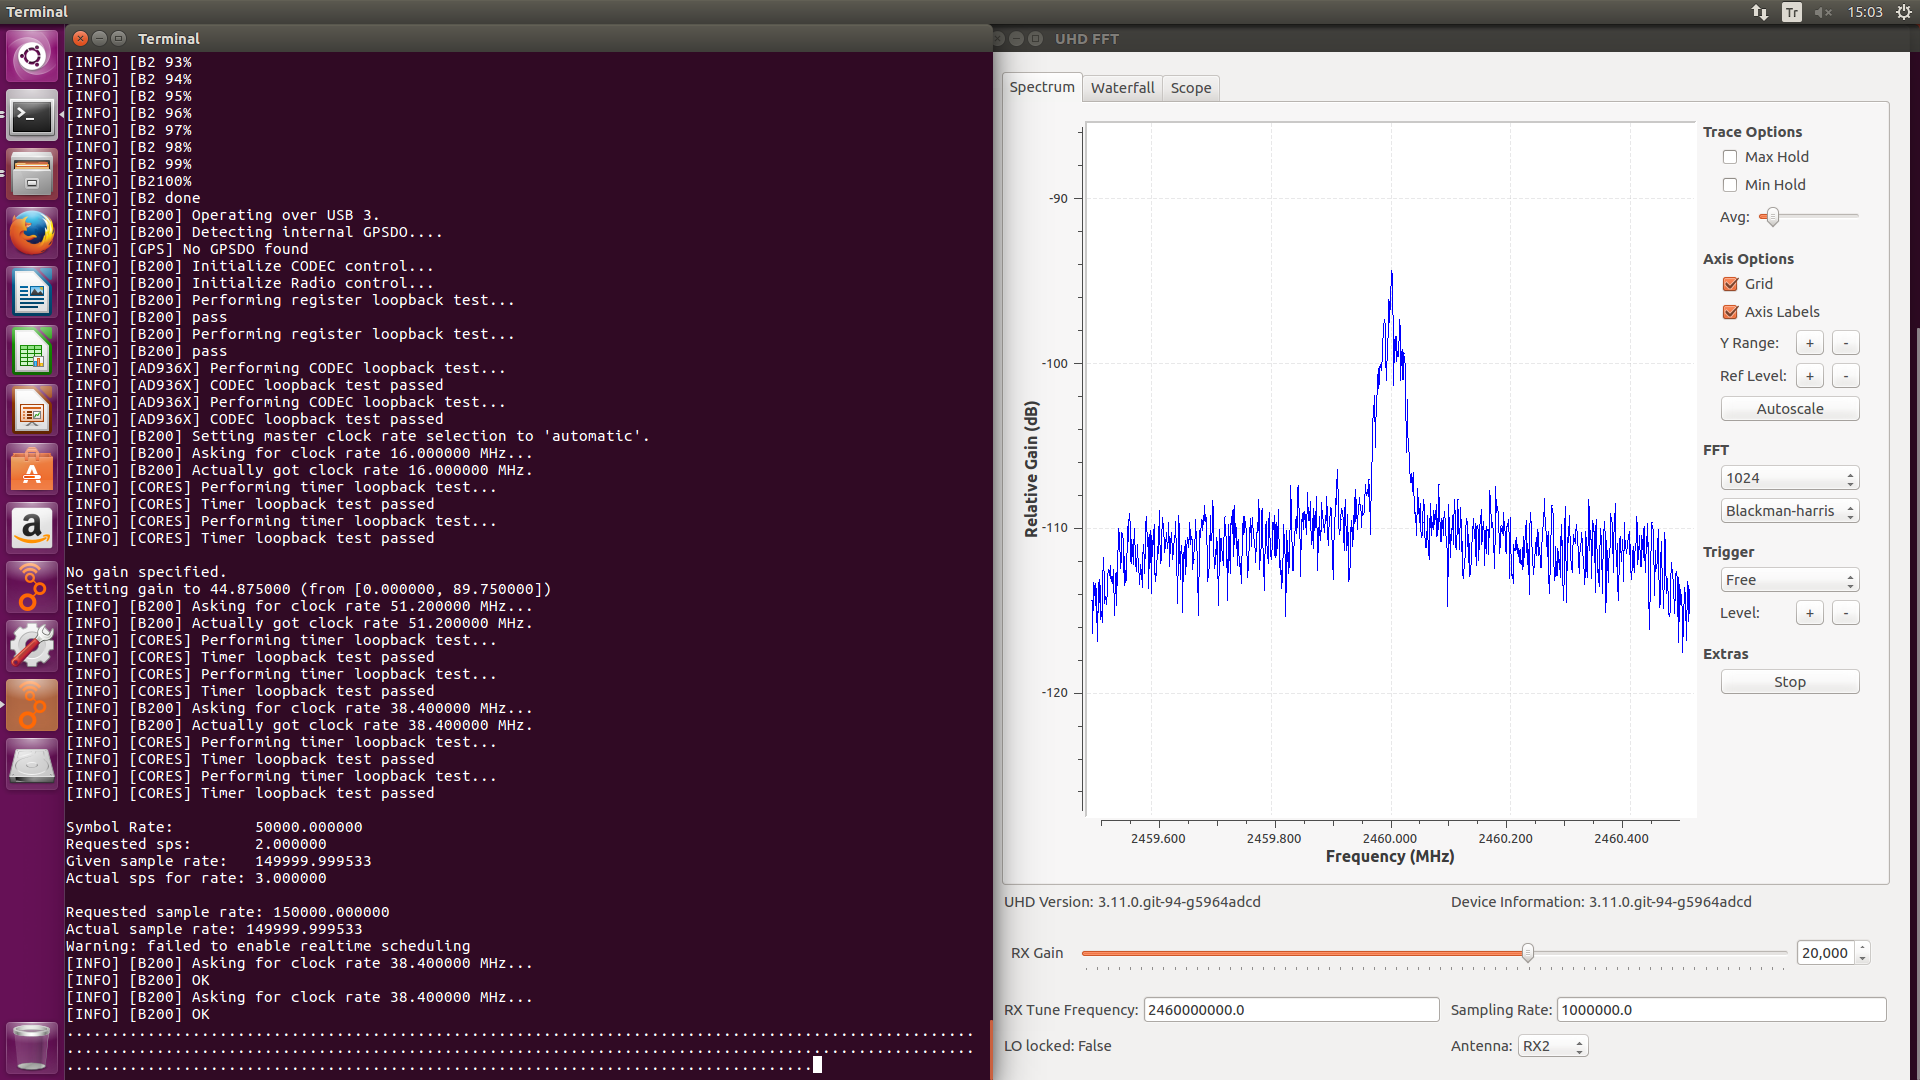 Terminal
Tr
15:03
Terminal
[INFO] [B2 93%
[INFO] [B2 94%
[INFO] [B2 95%
[INFO] [B2 96%
[INFO] [B2 97%
[INFO] [B2 98%
[INFO] [B2 99%
[INFO] [B2100%
[INFO] [B2 done
[INFO] [B200] Operating over USB 3.
[INFO] [B200] Detecting internal GPSDO....
[INFO] [GPS] No GPSDO found
[INFO] [B200] Initialize CODEC control...
[INFO] [B200] Initialize Radio control...
[INFO] [B200] Performing register loopback test...
[INFO] [B200] pass
[INFO] [B200] Performing register loopback test...
[INFO] [B200] pass
[INFO] [AD936X] Performing CODEC loopback test...
[INFO] [AD936X] CODEC loopback test passed
[INFO] [AD936X] Performing CODEC loopback test...
[INFO] [AD936X] CODEC loopback test passed
[INFO] [B200] Setting master clock rate selection to 'automatic'.
[INFO] [B200] Asking for clock rate 16.000000 MHz...
[INFO] [B200] Actually got clock rate 16.000000 MHz.
[INFO] [CORES] Performing timer loopback test...
[INFO] [CORES] Timer loopback test passed
[INFO] [CORES] Performing timer loopback test...
[INFO] [CORES] Timer loopback test passed
No gain specified.
Setting gain to 44.875000 (from [0.000000, 89.750000])
[INFO] [B200] Asking for clock rate 51.200000 MHz...
[INFO] [B200] Actually got clock rate 51.200000 MHz.
[INFO] [CORES] Performing timer loopback test...
[INFO] [CORES] Timer loopback test passed
[INFO] [CORES] Performing timer loopback test...
[INFO] [CORES] Timer loopback test passed
[INFO] [B200] Asking for clock rate 38.400000 MHz...
[INFO] [B200] Actually got clock rate 38.400000 MHz.
[INFO] [CORES] Performing timer loopback test...
[INFO] [CORES] Timer loopback test passed
[INFO] [CORES] Performing timer loopback test...
[INFO] [CORES] Timer loopback test passed
Symbol Rate: 50000.000000
Requested sps: 2.000000
Given sample rate: 149999.999533
Actual sps for rate: 3.000000
Requested sample rate: 150000.000000
Actual sample rate: 149999.999533
Warning: failed to enable realtime scheduling
[INFO] [B200] Asking for clock rate 38.400000 MHz...
[INFO] [B200] OK
[INFO] [B200] Asking for clock rate 38.400000 MHz...
[INFO] [B200] OK
.....................................................................................................
.....................................................................................................
...................................................................................
UHD FFT
Spectrum Waterfall Scope
-90
-100
-110
-120
Relative Gain (dB)
2459.600 2459.800 2460.000 2460.200 2460.400
Frequency (MHz)
Trace Options
Max Hold
Min Hold
Avg:
Axis Options
Grid
Axis Labels
Y Range: + -
Ref Level: + -
Autoscale
FFT
1024
Blackman-harris
Trigger
Free
Level: + -
Extras
Stop
UHD Version: 3.11.0.git-94-g5964adcd
Device Information: 3.11.0.git-94-g5964adcd
RX Gain 20,000
RX Tune Frequency: 2460000000.0
Sampling Rate: 1000000.0
LO locked: False
Antenna: RX2